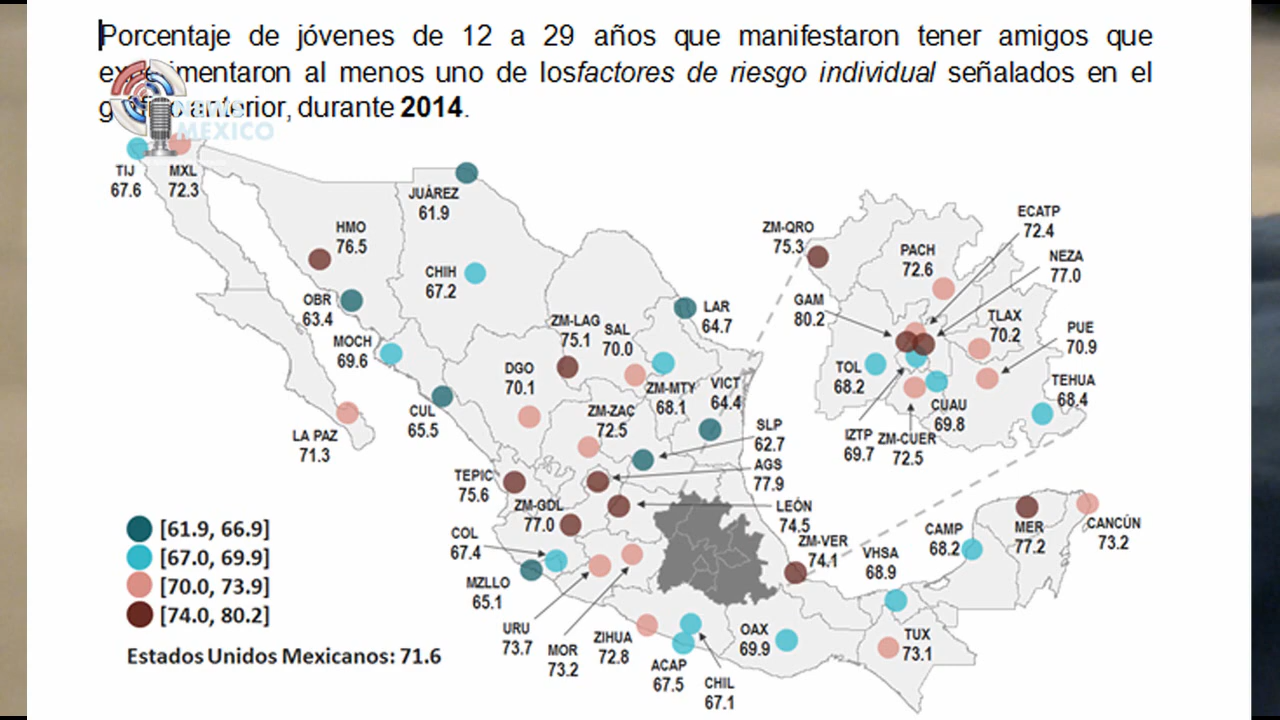 Porcentaje de jóvenes de 12 a 29 años que manifestaron tener amigos que
experimentaron al menos uno de losfactores de riesgo individual señalados en el
gráfico anterior, durante 2014.
NEWS
MEXICO
TIJ
67.6
MXL
72.3
JUÁREZ
61.9
HMO
76.5
CHIH
67.2
OBR
63.4
MOCH
69.6
CUL
65.5
LA PAZ
71.3
DGO
70.1
ZM-LAG
75.1
SAL
70.0
LAR
64.7
ZM-MTY
68.1
VICT
64.4
ZM-ZAC
72.5
SLP
62.7
AGS
77.9
LEÓN
74.5
TEPIC
75.6
ZM-GDL
77.0
COL
67.4
MZLLO
65.1
URU
73.7
MOR
73.2
ZIHUA
72.8
ACAP
67.5
CHIL
67.1
OAX
69.9
ZM-VER
74.1
VHSA
68.9
TUX
73.1
CAMP
68.2
MER
77.2
CANCÚN
73.2
ZM-QRO
75.3
PACH
72.6
ECATP
72.4
NEZA
77.0
GAM
80.2
TLAX
70.2
PUE
70.9
TOL
68.2
TEHUA
68.4
CUAU
69.8
IZTP
69.7
ZM-CUER
72.5
[61.9, 66.9]
[67.0, 69.9]
[70.0, 73.9]
[74.0, 80.2]
Estados Unidos Mexicanos: 71.6